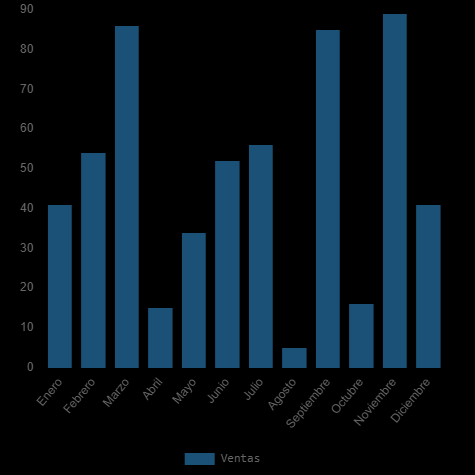 90
80
70
60
50
40
30
20
10
0
Enero
Febrero
Marzo
Abril
Mayo
Junio
Julio
Agosto
Septiembre
Octubre
Noviembre
Diciembre
Ventas